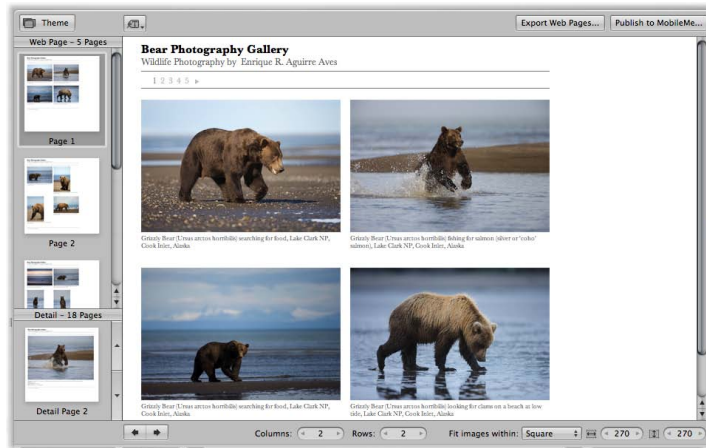 Theme
Export Web Pages...
Publish to MobileMe...
Web Page – 5 Pages
Page 1
Page 2
Detail – 18 Pages
Detail Page 2
Bear Photography Gallery
Wildlife Photography by Enrique R. Aguirre Aves
1 2 3 4 5
Grizzly Bear (Ursus arctos horribilis) searching for food, Lake Clark NP,
Cook Inlet, Alaska
Grizzly Bear (Ursus arctos horribilis) fishing for salmon (silver or 'coho'
salmon), Lake Clark NP, Cook Inlet, Alaska
Grizzly Bear (Ursus arctos horribilis) searching for food, Lake Clark NP,
Cook Inlet, Alaska
Grizzly Bear (Ursus arctos horribilis) looking for clams on a beach at low
tide, Lake Clark NP, Cook Inlet, Alaska
Columns: 2 Rows: 2 Fit images within: Square 270 270